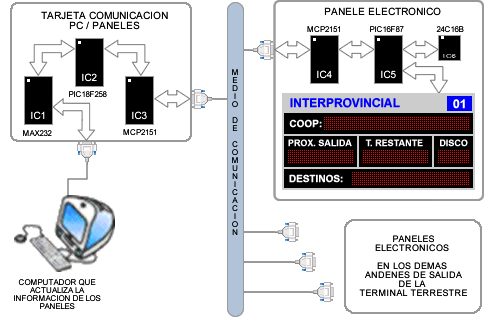 TARJETA COMUNICACION
PC / PANELES
IC2
PIC18F258
IC1
MAX232
IC3
MCP2151
COMPUTADOR QUE
ACTUALIZA LA
INFORMACION DE LOS
PANELES
MEDIO DE COMUNICACION
PANELE ELECTRONICO
MCP2151
PIC16F87
24C16B
IC4
IC5
IC6
INTERPROVINCIAL
01
COOP:
PROX. SALIDA
T. RESTANTE
DISCO
DESTINOS:
PANELES
ELECTRONICOS
EN LOS DEMAS
ANDENES DE SALIDA
DE LA
TERMINAL TERRESTRE